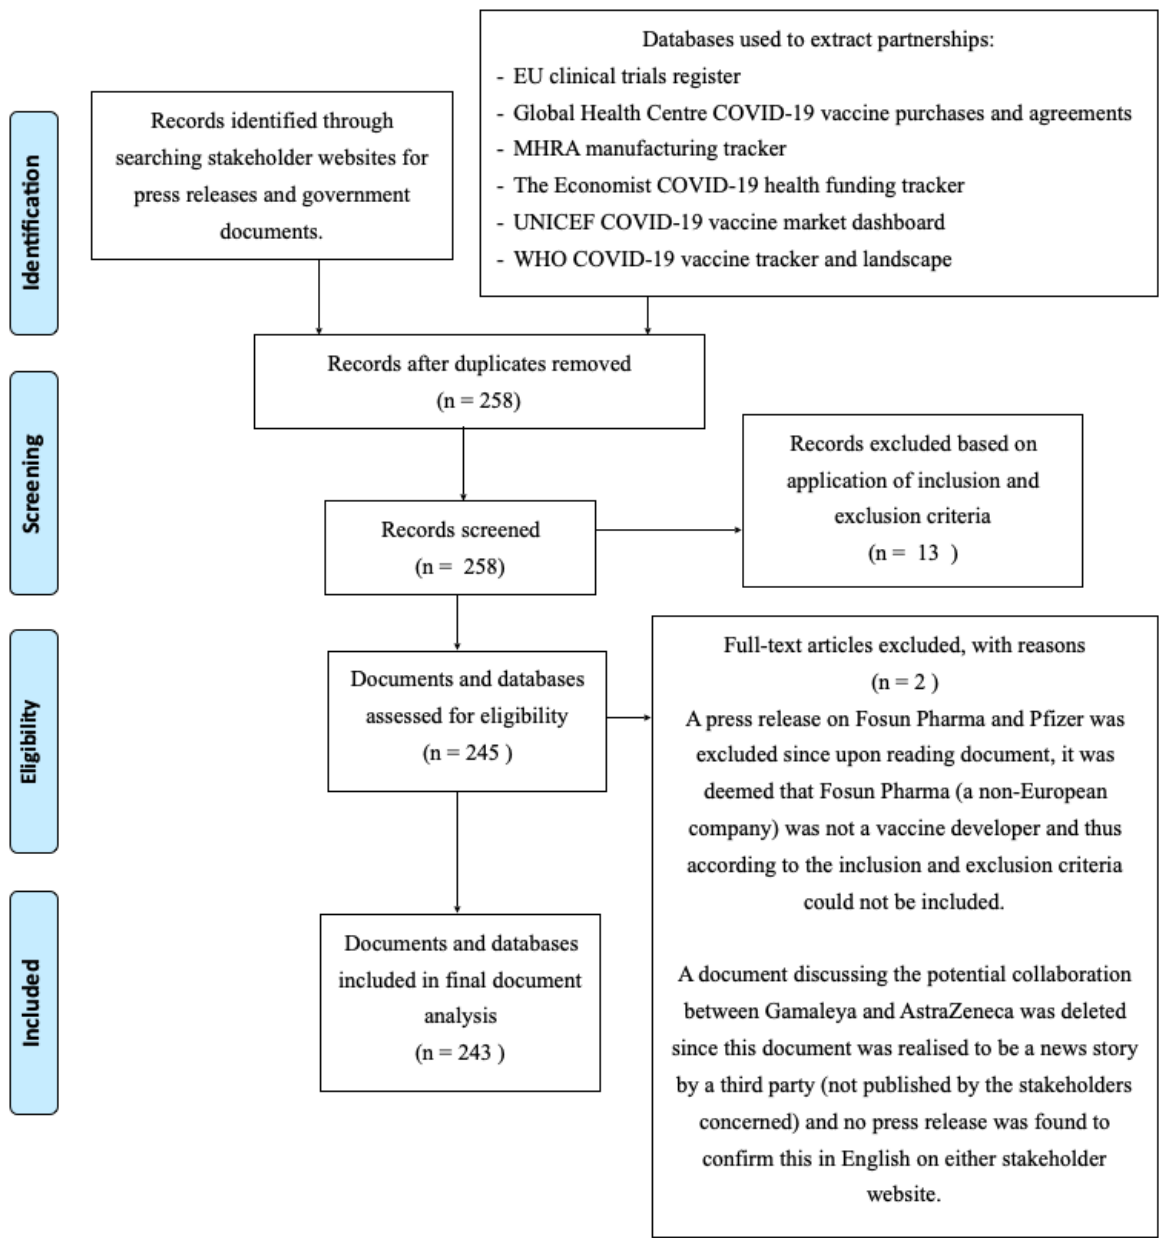 Identification
Records identified through
searching stakeholder websites for
press releases and government
documents.
Databases used to extract partnerships:
- EU clinical trials register
- Global Health Centre COVID-19 vaccine purchases and agreements
- MHRA manufacturing tracker
- The Economist COVID-19 health funding tracker
- UNICEF COVID-19 vaccine market dashboard
- WHO COVID-19 vaccine tracker and landscape
Records after duplicates removed
(n = 258)
Screening
Records screened
(n = 258)
Records excluded based on
application of inclusion and
exclusion criteria
(n = 13 )
Eligibility
Documents and databases
assessed for eligibility
(n = 245 )
Full-text articles excluded, with reasons
(n = 2 )
A press release on Fosun Pharma and Pfizer was
excluded since upon reading document, it was
deemed that Fosun Pharma (a non-European
company) was not a vaccine developer and thus
according to the inclusion and exclusion criteria
could not be included.
A document discussing the potential collaboration
between Gamaleya and AstraZeneca was deleted
since this document was realised to be a news story
by a third party (not published by the stakeholders
concerned) and no press release was found to
confirm this in English on either stakeholder
website.
Included
Documents and databases
included in final document
analysis
(n = 243 )